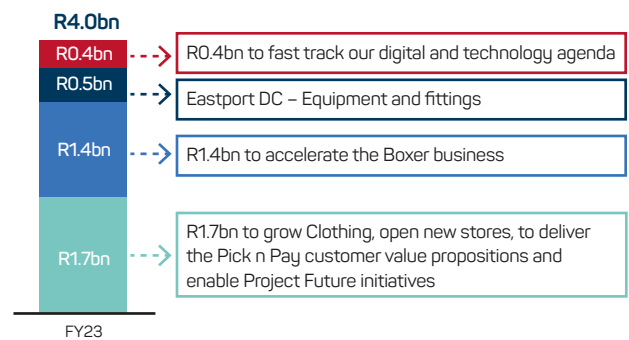 R4.0bn
R0.4bn
R0.4bn to fast track our digital and technology agenda
R0.5bn
Eastport DC – Equipment and fittings
R1.4bn
R1.4bn to accelerate the Boxer business
R1.7bn
R1.7bn to grow Clothing, open new stores, to deliver
the Pick n Pay customer value propositions and
enable Project Future initiatives
FY23